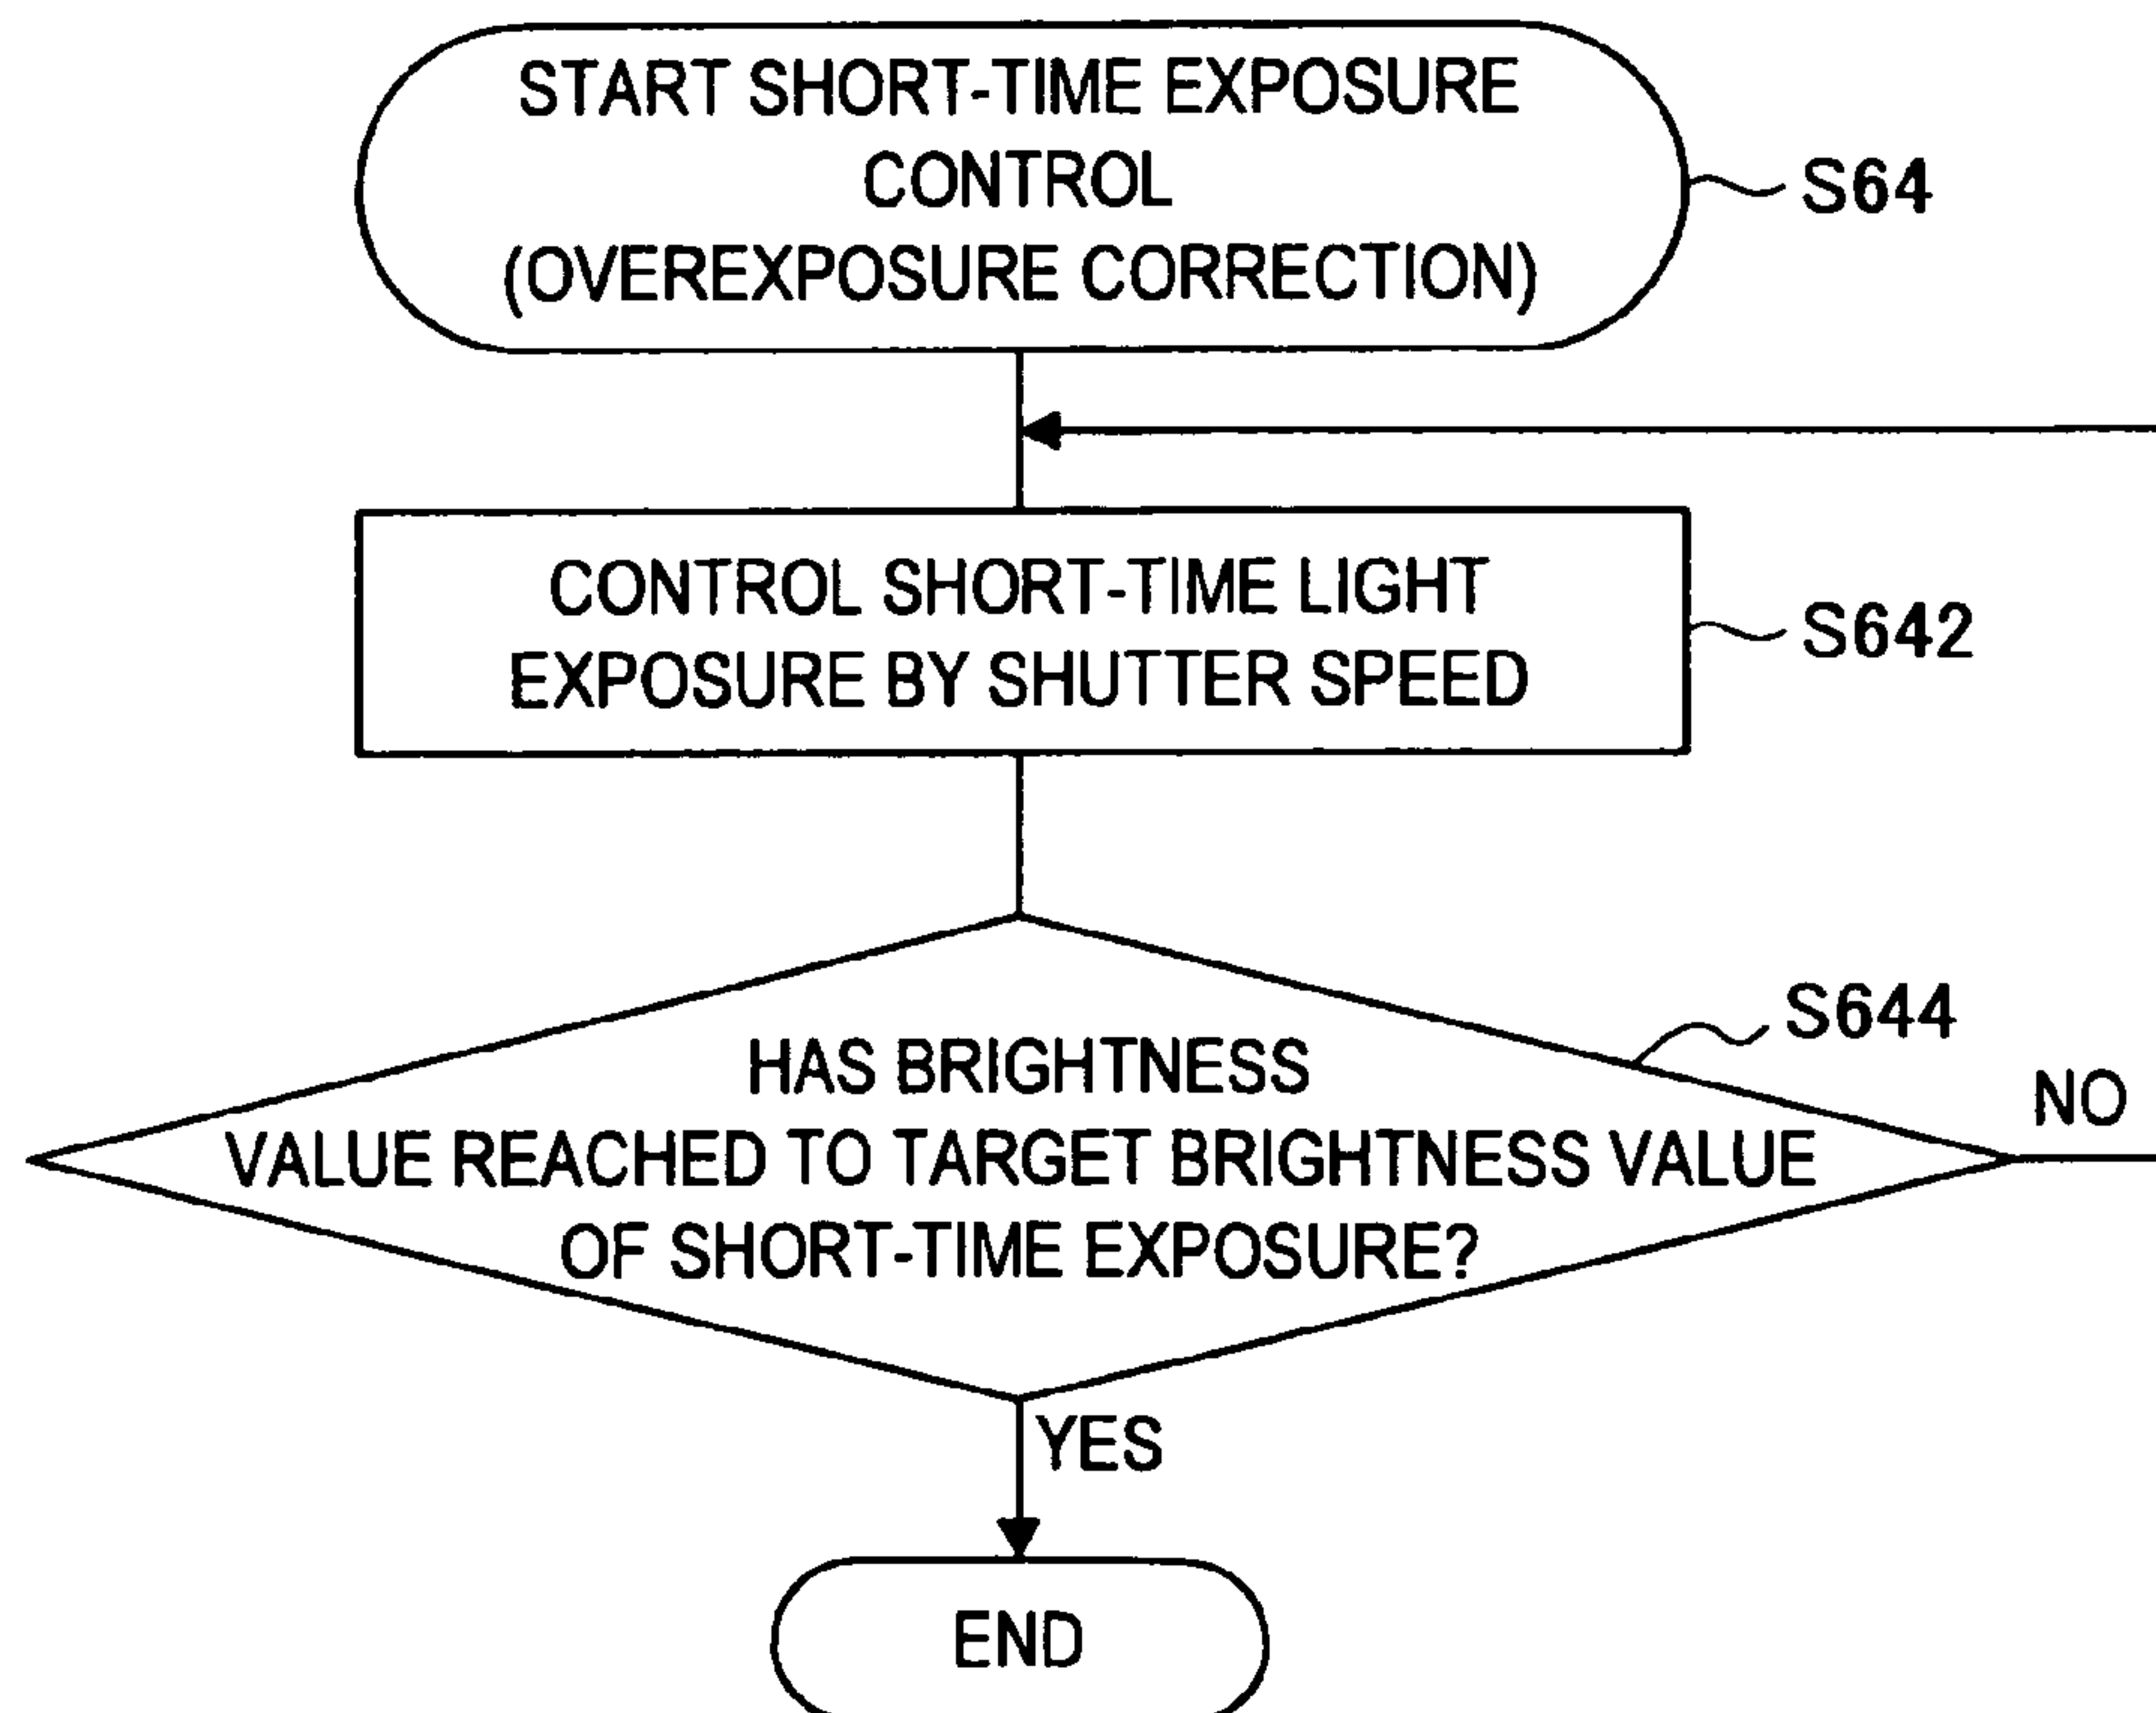 START SHORT-TIME EXPOSURE
CONTROL
(OVEREXPOSURE CORRECTION)
S64
CONTROL SHORT-TIME LIGHT
EXPOSURE BY SHUTTER SPEED
S642
S644
HAS BRIGHTNESS
VALUE REACHED TO TARGET BRIGHTNESS VALUE
OF SHORT-TIME EXPOSURE?
NO
YES
END